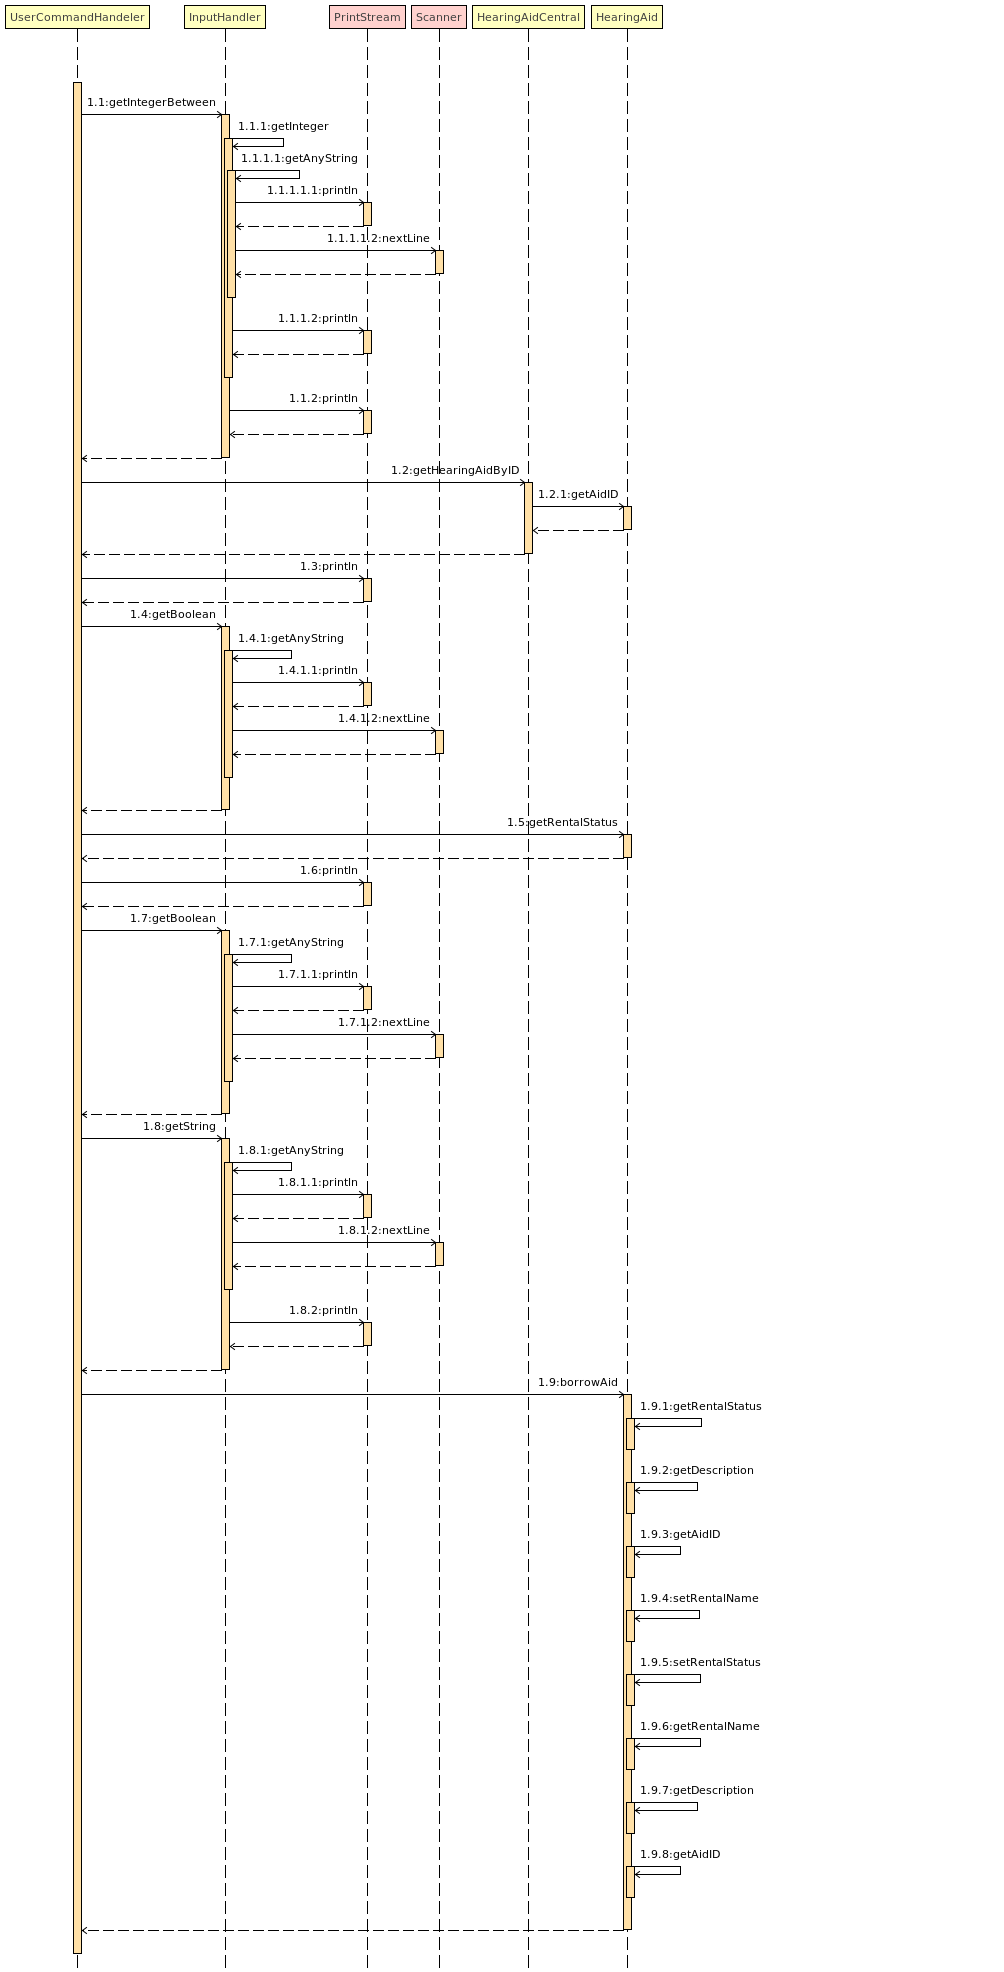 UserCommandHandeler InputHandler PrintStream Scanner HearingAidCentral HearingAid
1.1:getIntegerBetween
1.1.1:getInteger
1.1.1.1:getAnyString
1.1.1.1.1:println
1.1.1.1.2:nextLine
1.1.1.2:println
1.1.2:println
1.2:getHearingAidByID
1.2.1:getAidID
1.3:println
1.4:getBoolean
1.4.1:getAnyString
1.4.1.1:println
1.4.1.2:nextLine
1.5:getRentalStatus
1.6:println
1.7:getBoolean
1.7.1:getAnyString
1.7.1.1:println
1.7.1.2:nextLine
1.8:getString
1.8.1:getAnyString
1.8.1.1:println
1.8.1.2:nextLine
1.8.2:println
1.9:borrowAid
1.9.1:getRentalStatus
1.9.2:getDescription
1.9.3:getAidID
1.9.4:setRentalName
1.9.5:setRentalStatus
1.9.6:getRentalName
1.9.7:getDescription
1.9.8:getAidID